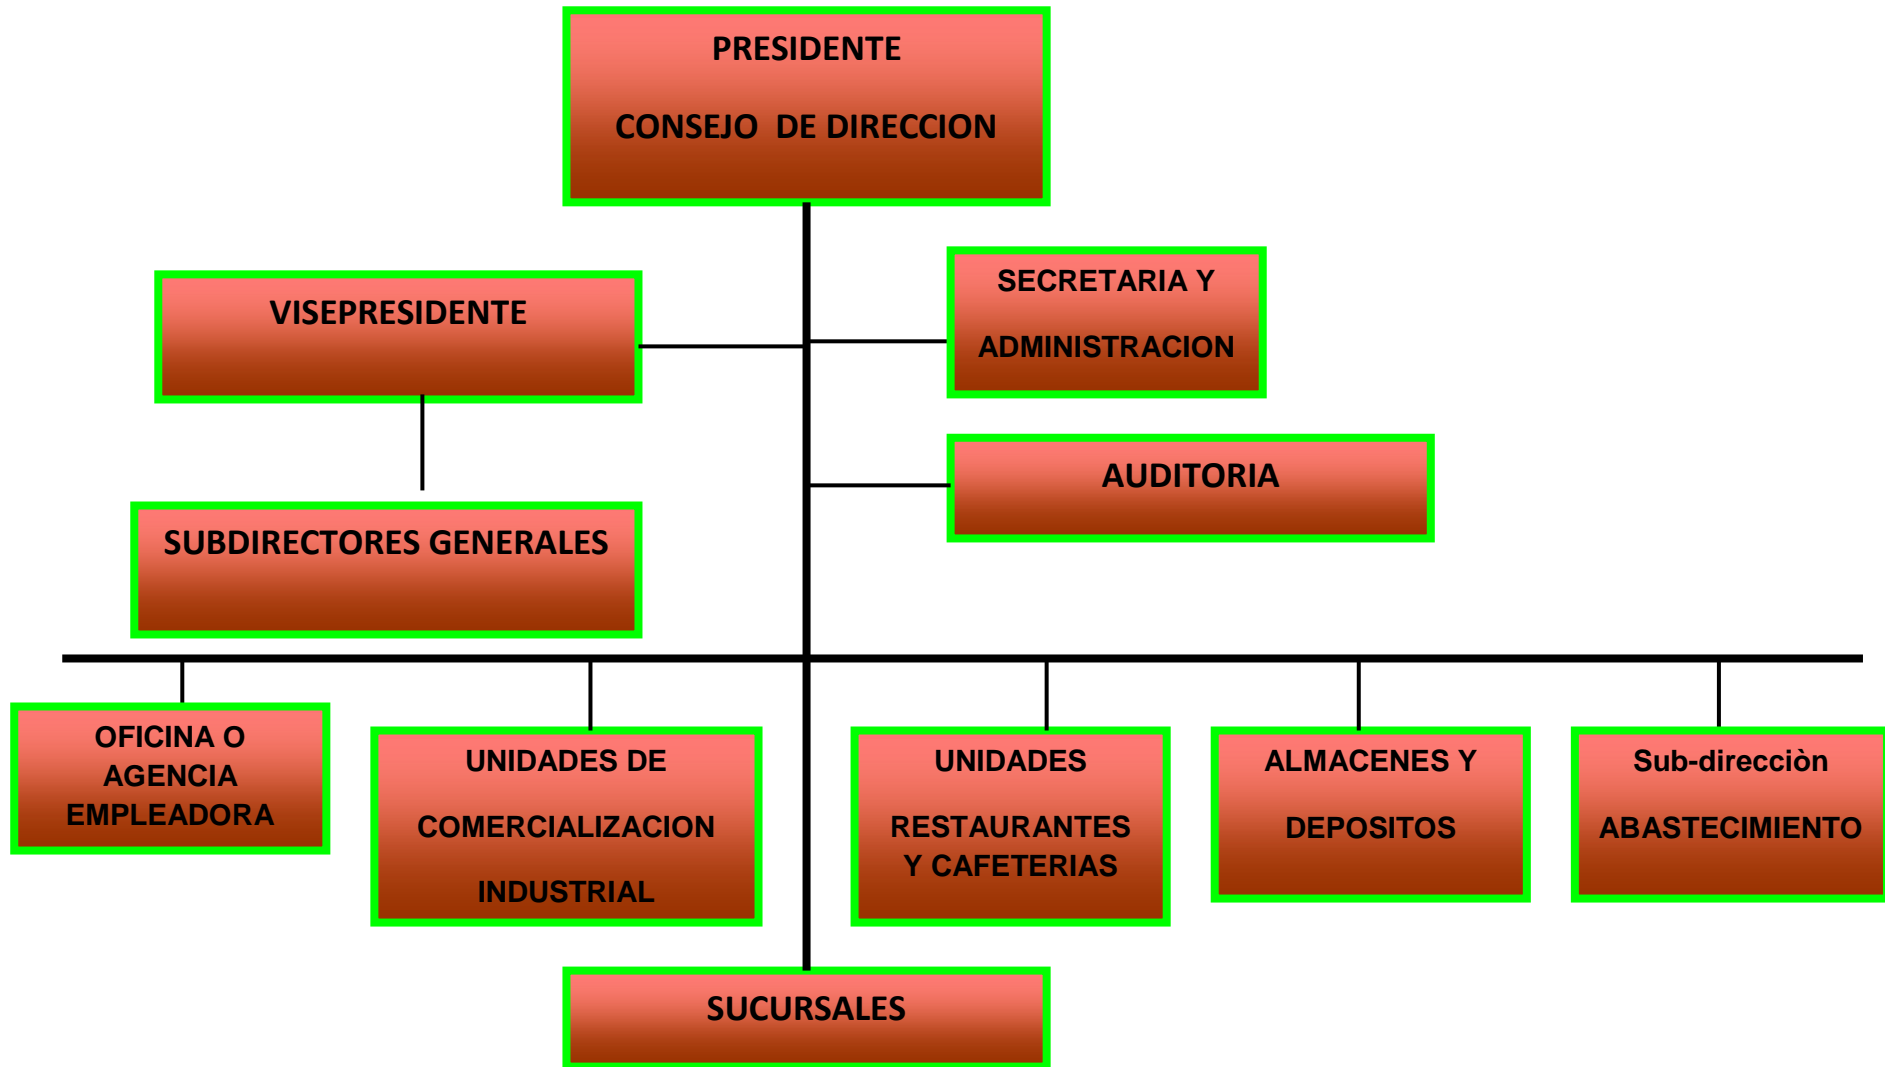 PRESIDENTE
CONSEJO DE DIRECCION
VISEPRESIDENTE
SECRETARIA Y
ADMINISTRACION
AUDITORIA
SUBDIRECTORES GENERALES
OFICINA O
AGENCIA
EMPLEADORA
UNIDADES DE
COMERCIALIZACION
INDUSTRIAL
UNIDADES
RESTAURANTES
Y CAFETERIAS
ALMACENES Y
DEPOSITOS
Sub-direcciòn
ABASTECIMIENTO
SUCURSALES